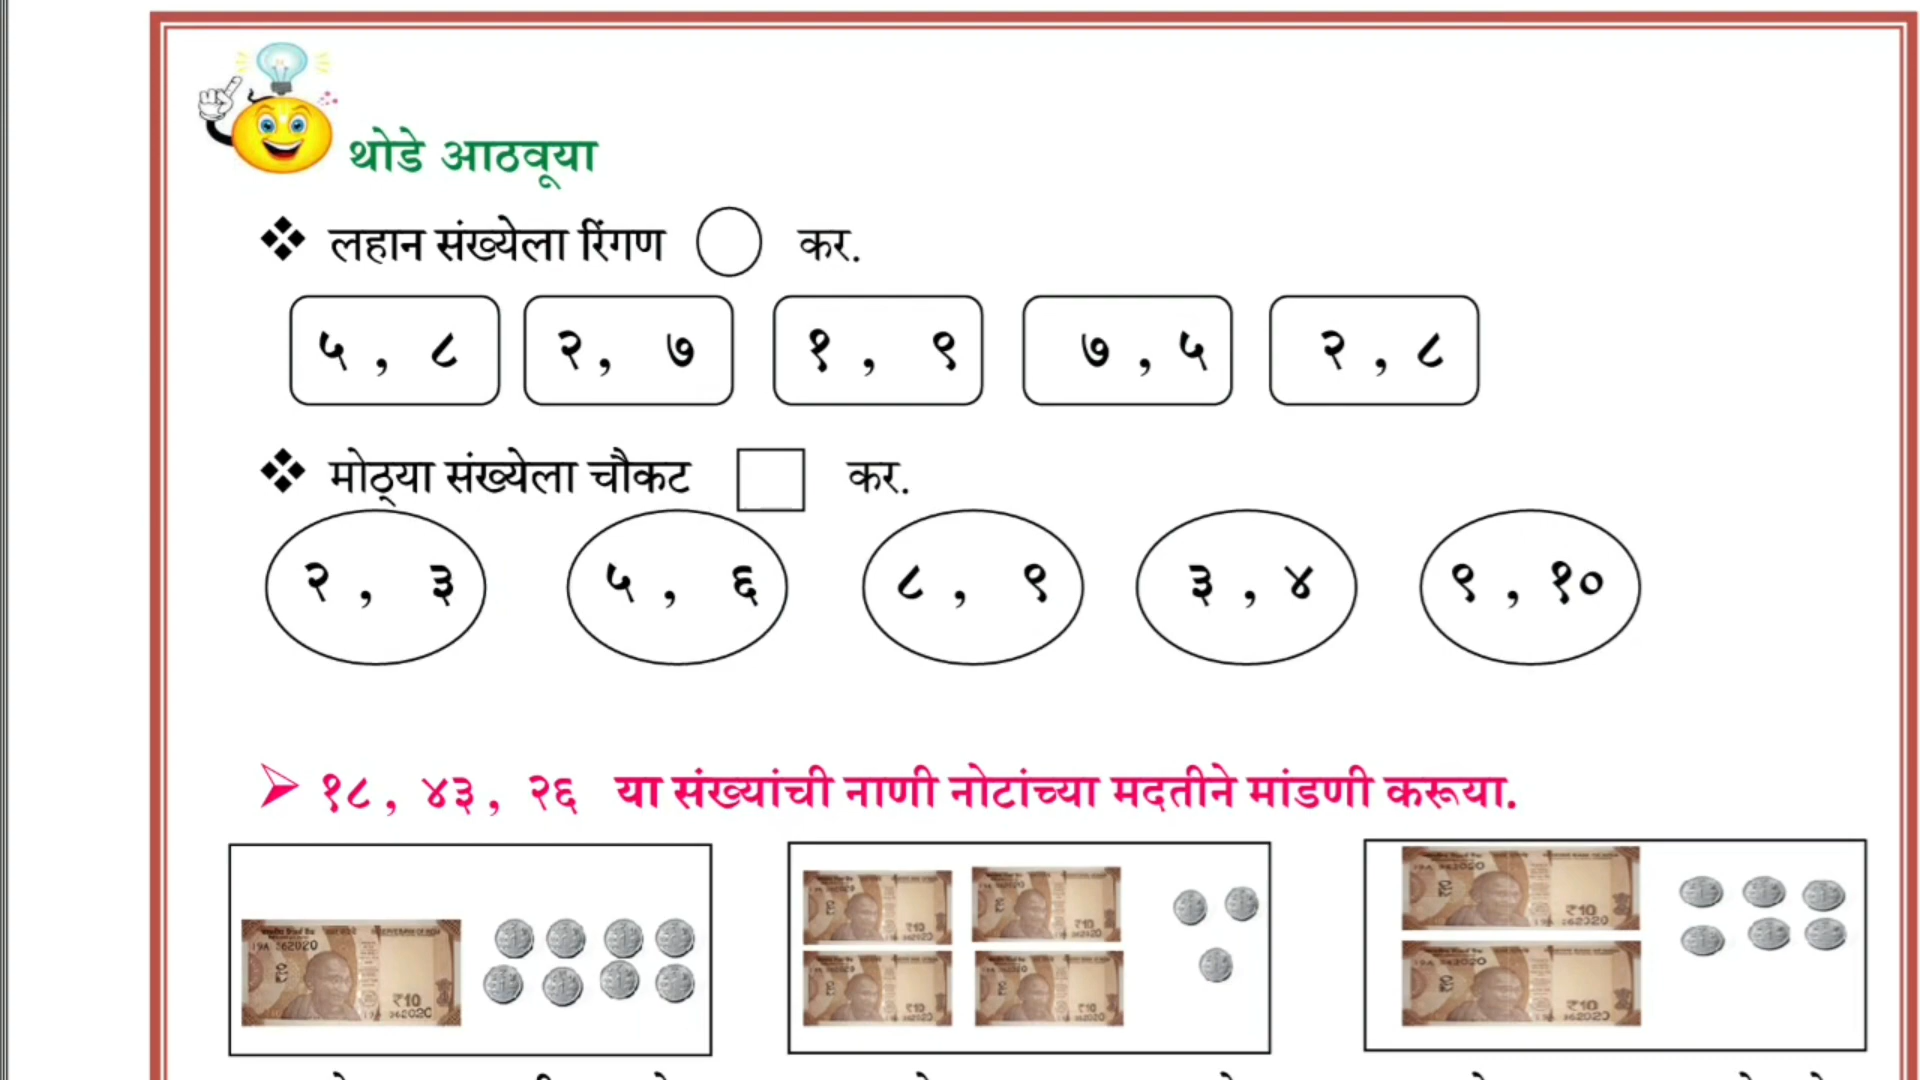 थोडे आठवूया
❖ लहान संख्येला रिंगण ◯ कर.
५ , ८ २ , ७ १ , ९ ७ , ५ २ , ८
❖ मोठ्या संख्येला चौकट □ कर.
२ , ३ ५ , ६ ८ , ९ ३ , ४ ९ , १०
➢ १८ , ४३ , २६ या संख्यांची नाणी नोटांच्या मदतीने मांडणी करूया.